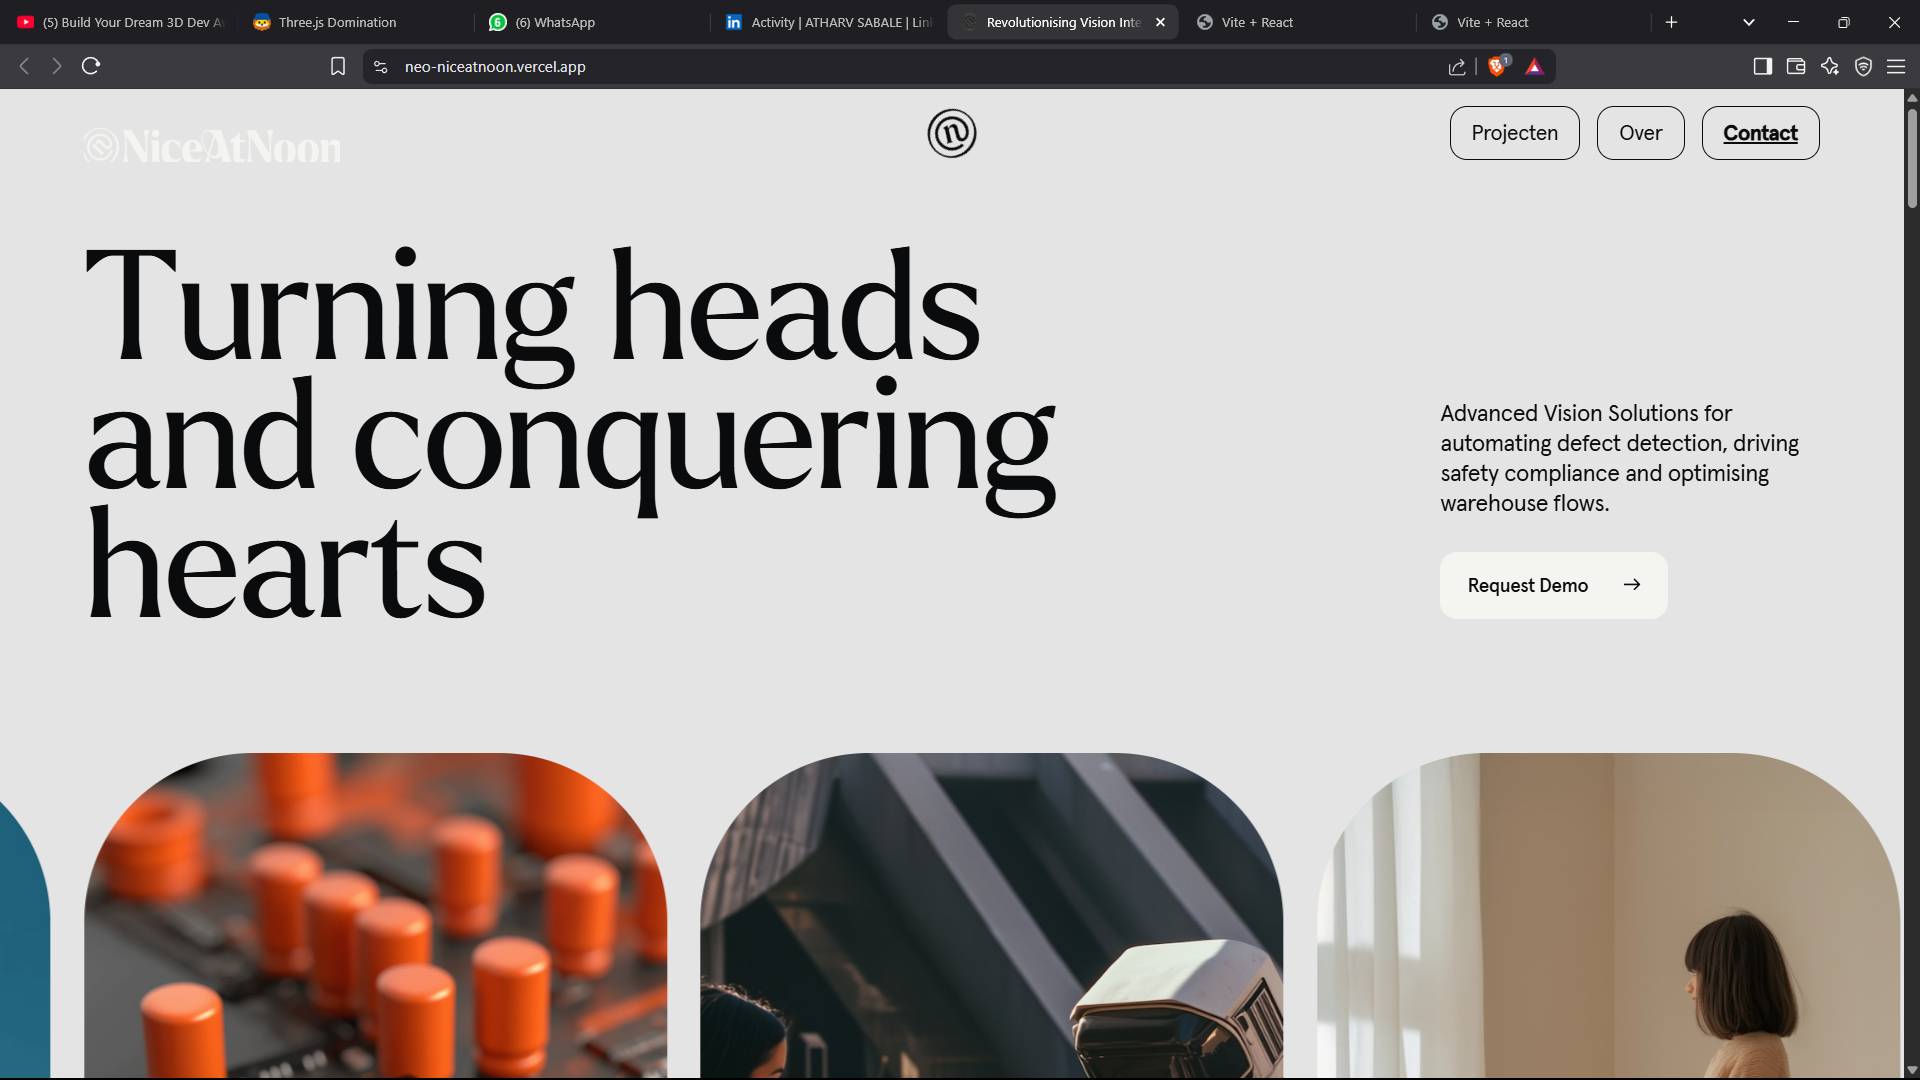 (5) Build Your Dream 3D Dev A
Three.js Domination
(6) WhatsApp
Activity | ATHARV SABALE | Lin
Revolutionising Vision Inte
Vite + React
Vite + React
neo-niceatnoon.vercel.app
1
NiceAtNoon
n
Projecten
Over
Contact
Turning heads
and conquering
hearts
Advanced Vision Solutions for
automating defect detection, driving
safety compliance and optimising
warehouse flows.
Request Demo →